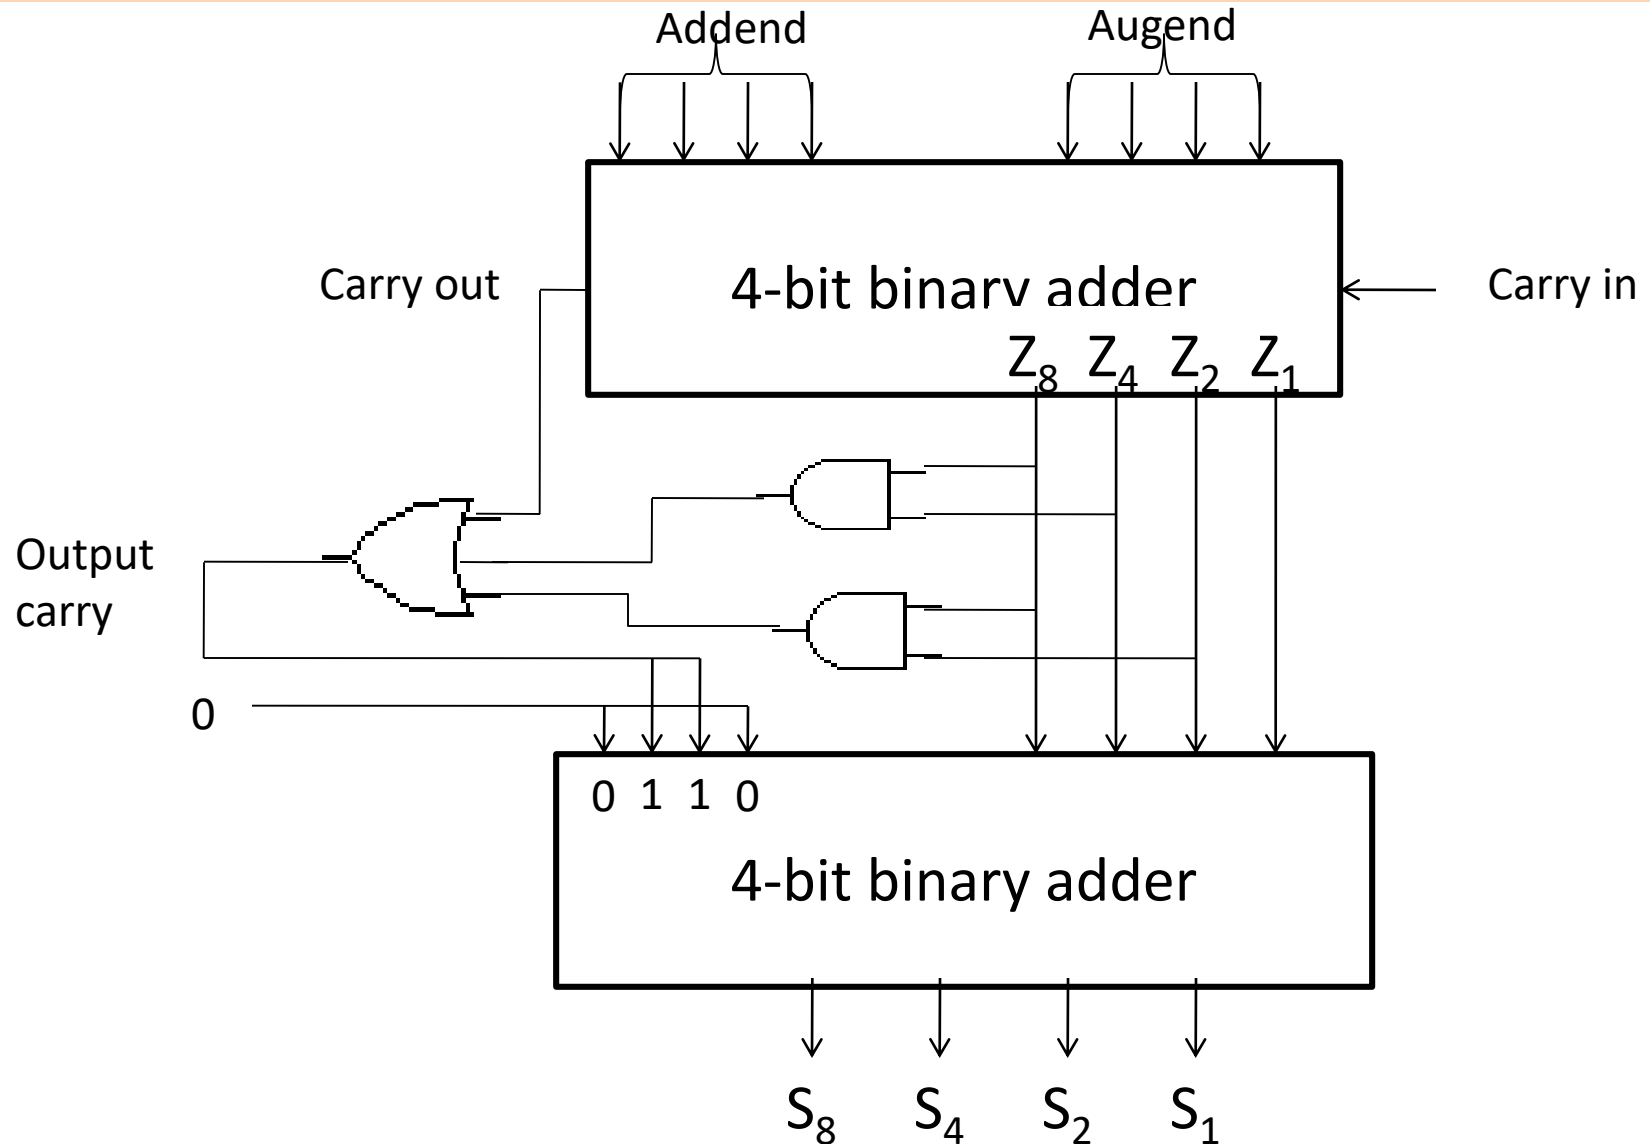 Addend Augend
Carry out 4-bit binary adder Carry in
Z8 Z4 Z2 Z1
Output
carry
0
0 1 1 0
4-bit binary adder
S8 S4 S2 S1